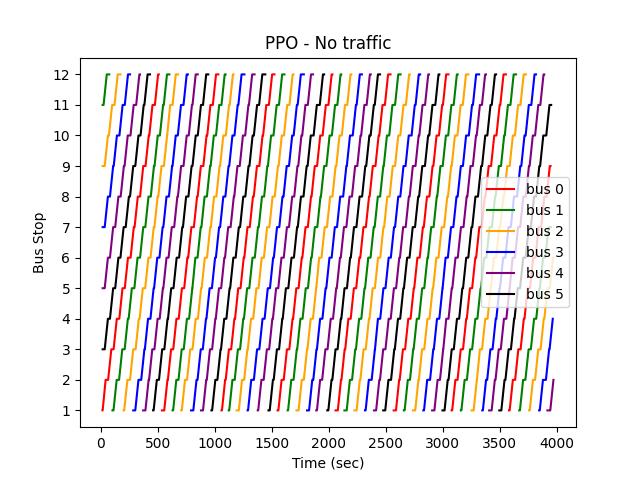 PPO - No traffic
12
11
10
9
8
7
6
5
4
3
2
1
Bus Stop
bus 0
bus 1
bus 2
bus 3
bus 4
bus 5
0 500 1000 1500 2000 2500 3000 3500 4000
Time (sec)